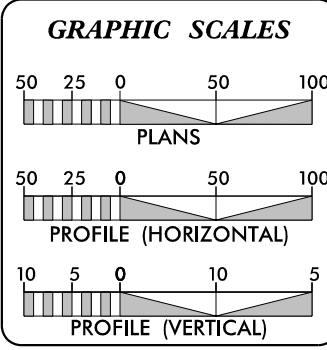 GRAPHIC SCALES
50 25 0 50 100
PLANS
50 25 0 50 100
PROFILE (HORIZONTAL)
10 5 0 10 5
PROFILE (VERTICAL)